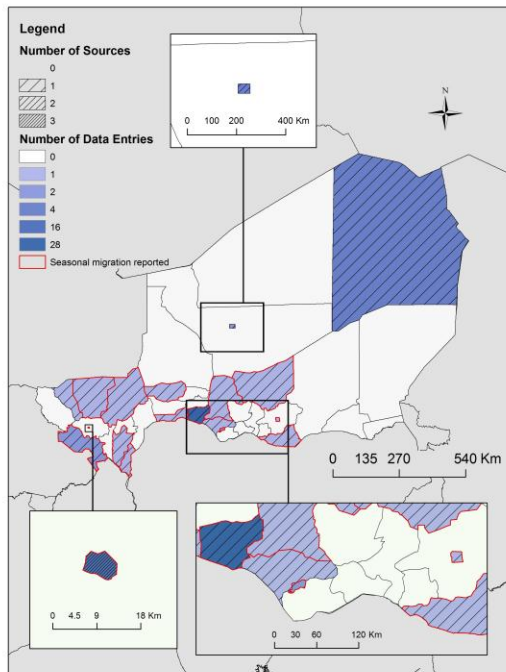 Legend
Number of Sources
0
1
2
3
Number of Data Entries
0
1
2
4
16
28
Seasonal migration reported
0 200 400 Km
N
0 135 270 540 Km
0 4.5 9 18 Km
0 30 60 120 Km